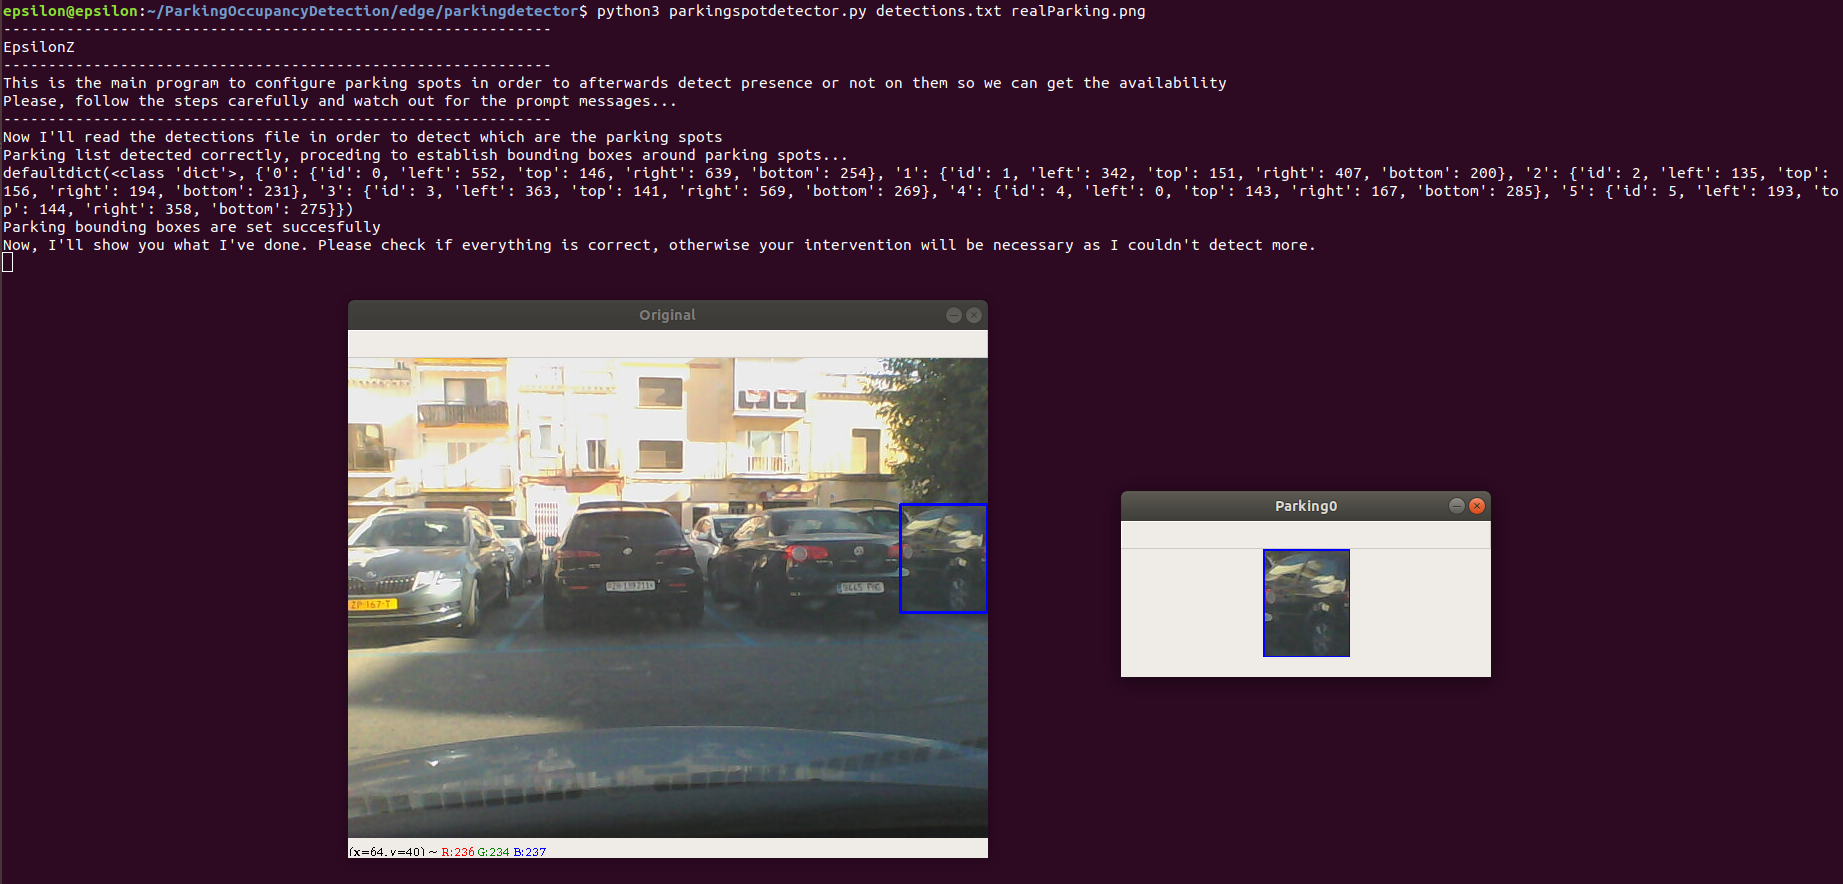 epsilon@epsilon:~/ParkingOccupancyDetection/edge/parkingdetector$ python3 parkingspotdetector.py detections.txt realParking.png
-------------------------------------------------------------
EpsilonZ
-------------------------------------------------------------
This is the main program to configure parking spots in order to afterwards detect presence or not on them so we can get the availability
Please, follow the steps carefully and watch out for the prompt messages...
-------------------------------------------------------------
Now I'll read the detections file in order to detect which are the parking spots
Parking list detected correctly, proceding to establish bounding boxes around parking spots...
defaultdict(<class 'dict'>, {'0': {'id': 0, 'left': 552, 'top': 146, 'right': 639, 'bottom': 254}, '1': {'id': 1, 'left': 342, 'top': 151, 'right': 407, 'bottom': 200}, '2': {'id': 2, 'left': 135, 'top':
156, 'right': 194, 'bottom': 231}, '3': {'id': 3, 'left': 363, 'top': 141, 'right': 569, 'bottom': 269}, '4': {'id': 4, 'left': 0, 'top': 143, 'right': 167, 'bottom': 285}, '5': {'id': 5, 'left': 193, 'to
p': 144, 'right': 358, 'bottom': 275}})
Parking bounding boxes are set succesfully
Now, I'll show you what I've done. Please check if everything is correct, otherwise your intervention will be necessary as I couldn't detect more.
Original
Parking0
ZP-167-T
(x=64, y=40) ~ R:236 G:234 B:237